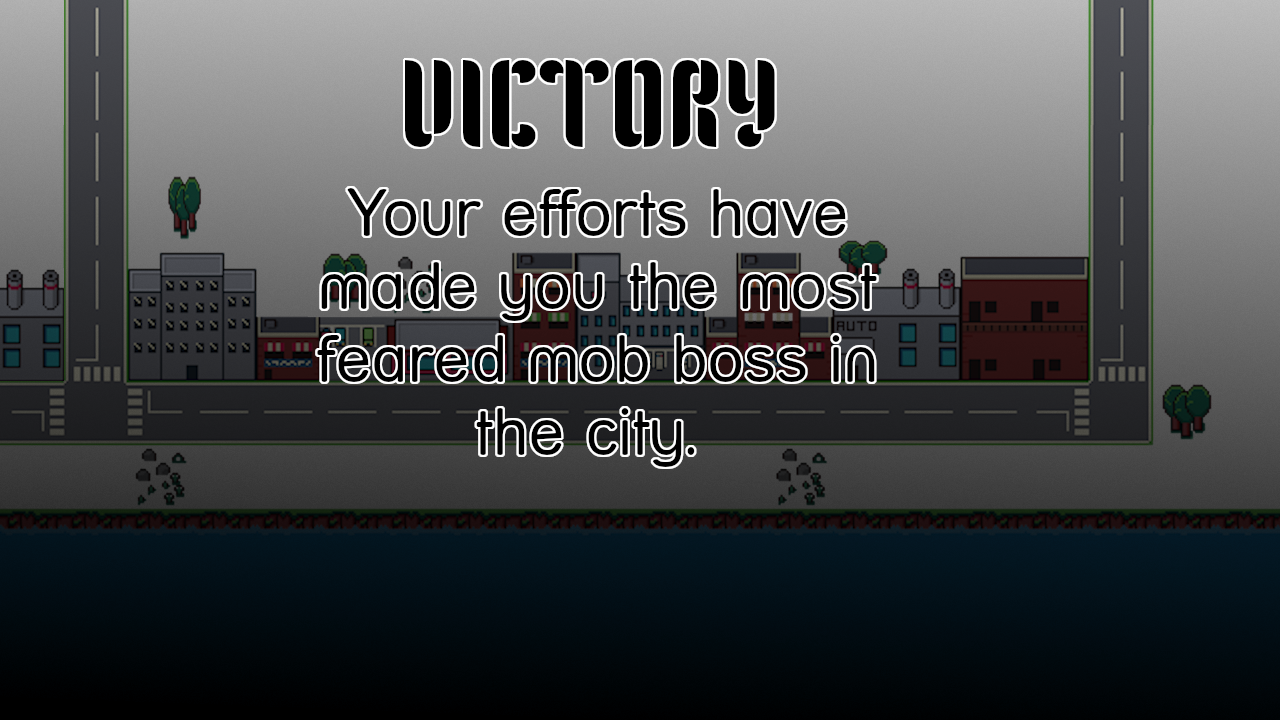 VICTORY
Your efforts have
made you the most
feared mob boss in
the city.
AUTO